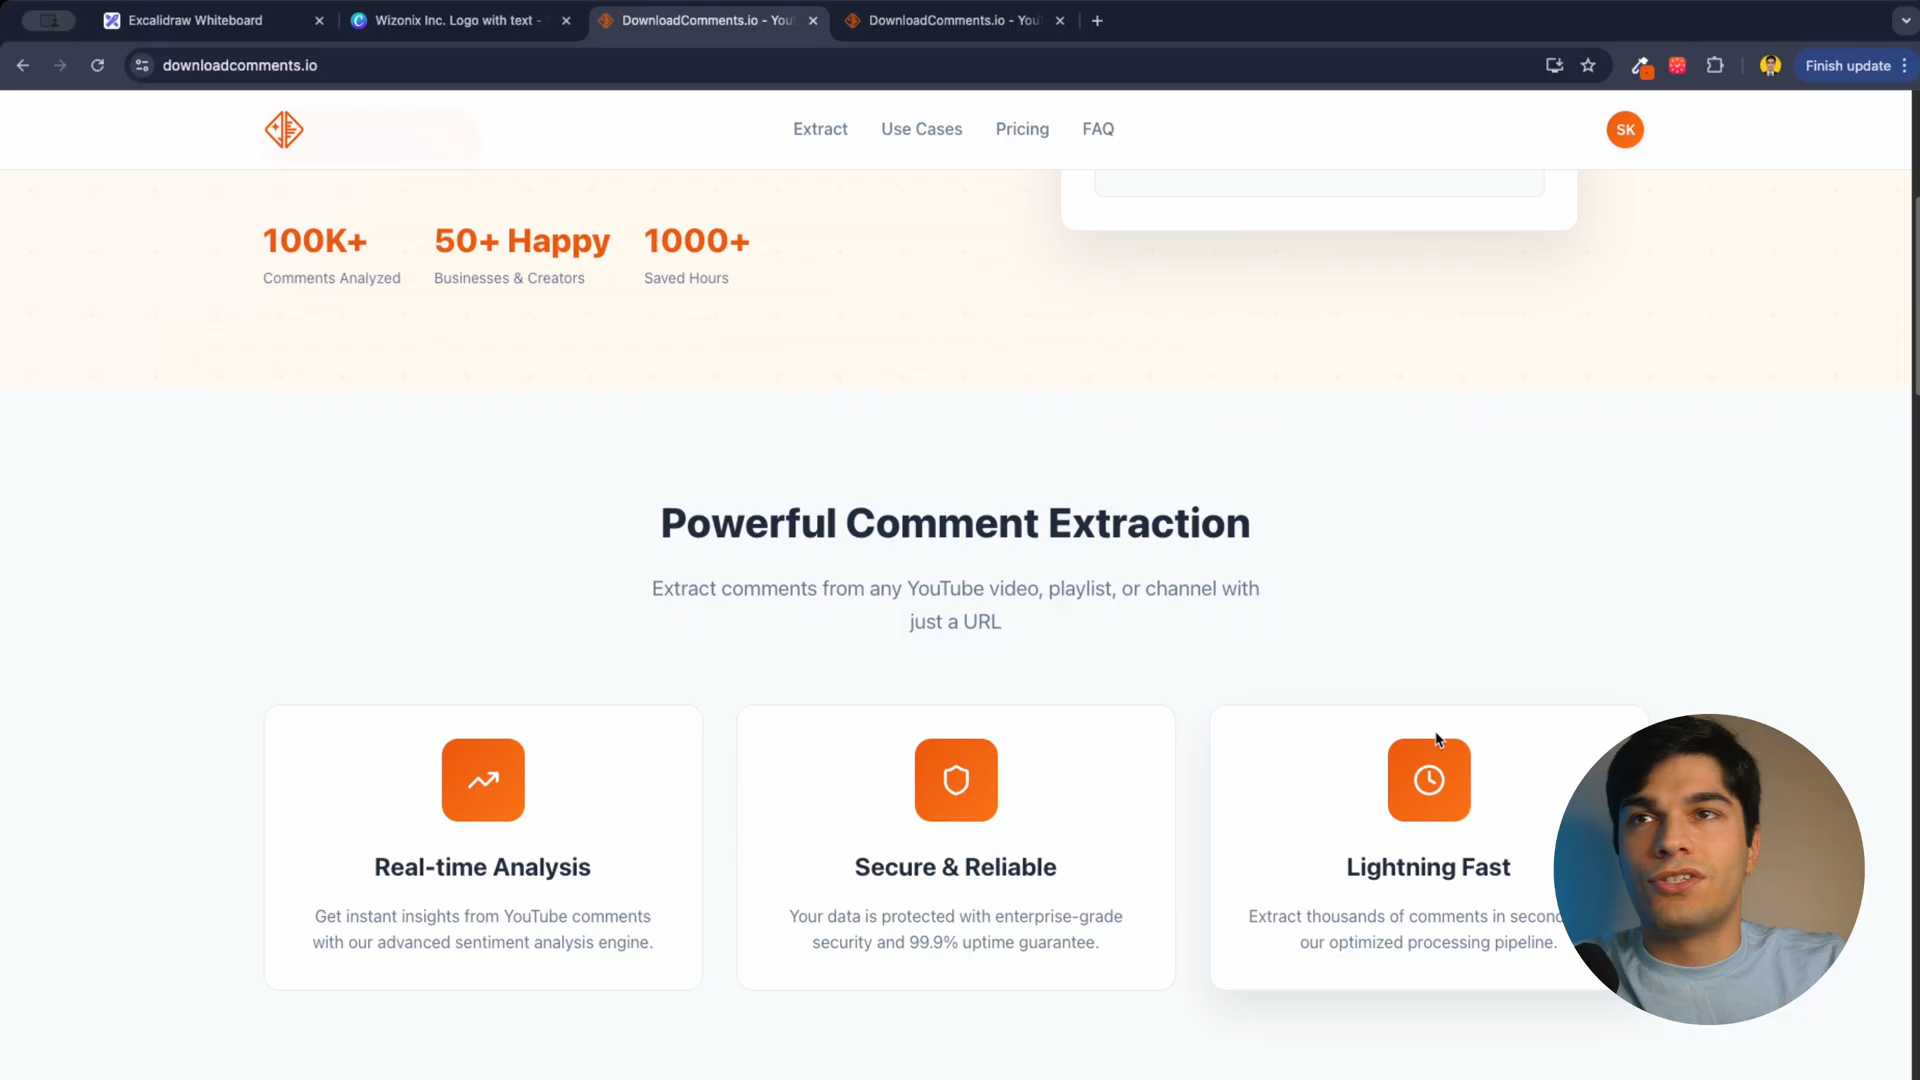 Excalidraw Whiteboard
Wizonix Inc. Logo with text -
DownloadComments.io - You
DownloadComments.io - You
downloadcomments.io
Finish update
Extract
Use Cases
Pricing
FAQ
SK
100K+
Comments Analyzed
50+ Happy
Businesses & Creators
1000+
Saved Hours
Powerful Comment Extraction
Extract comments from any YouTube video, playlist, or channel with
just a URL
Real-time Analysis
Get instant insights from YouTube comments
with our advanced sentiment analysis engine.
Secure & Reliable
Your data is protected with enterprise-grade
security and 99.9% uptime guarantee.
Lightning Fast
Extract thousands of comments in
our optimized processing pipeline.